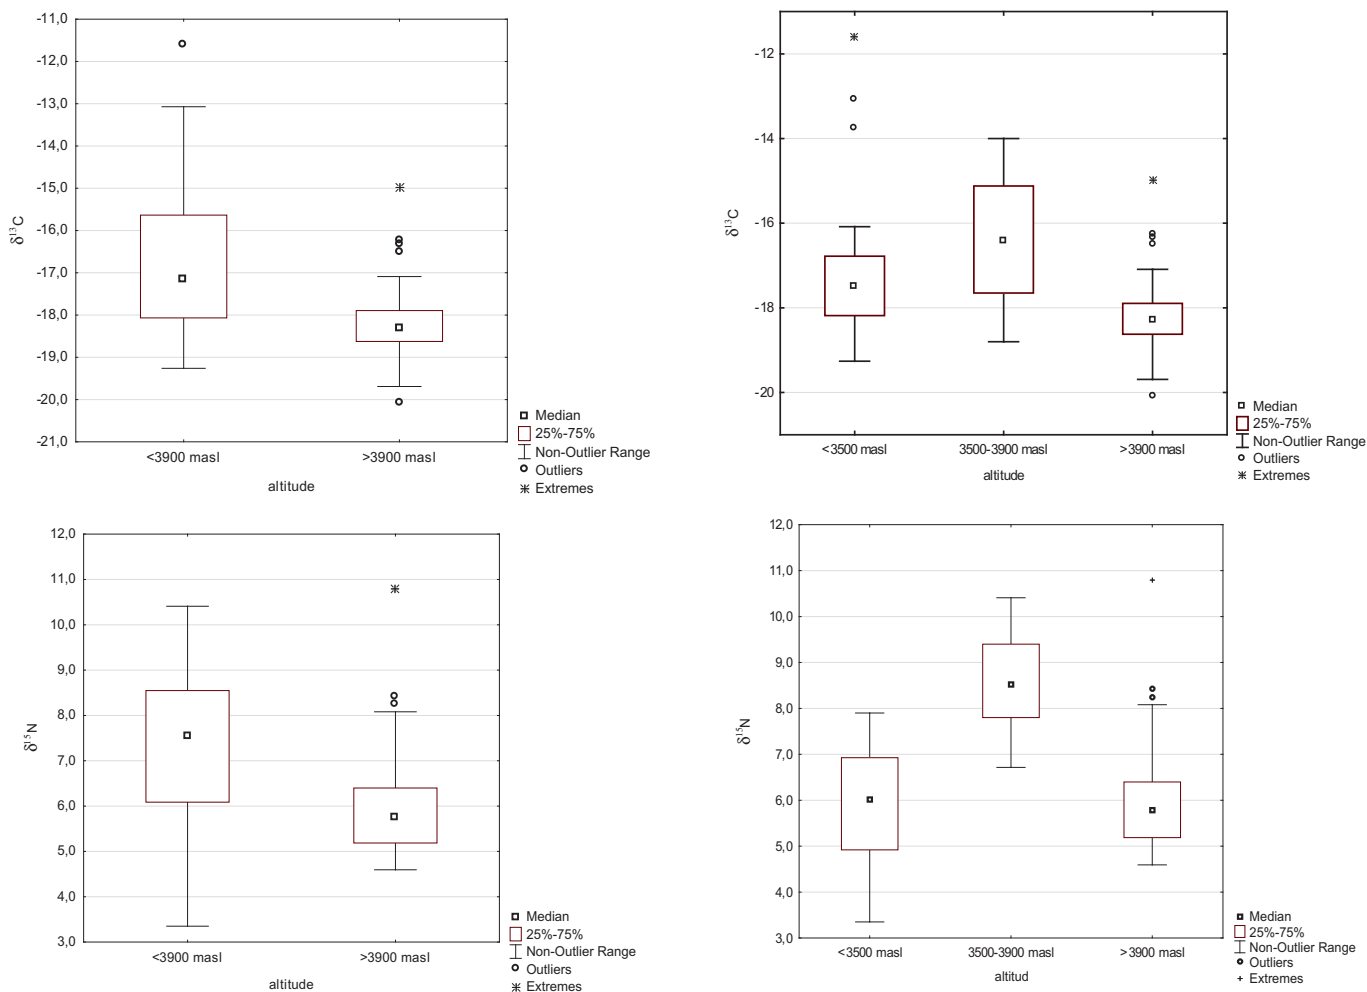 -11,0
-12,0
-13,0
-14,0
-15,0
-16,0
-17,0
-18,0
-19,0
-20,0
-21,0
δ¹³C
<3900 masl >3900 masl
altitude
Median
25%-75%
Non-Outlier Range
Outliers
Extremes
-12
-14
-16
-18
-20
δ¹³C
<3500 masl 3500-3900 masl >3900 masl
altitude
Median
25%-75%
Non-Outlier Range
Outliers
Extremes
12,0
11,0
10,0
9,0
8,0
7,0
6,0
5,0
4,0
3,0
δ¹⁵N
<3900 masl >3900 masl
altitude
Median
25%-75%
Non-Outlier Range
Outliers
Extremes
12,0
11,0
10,0
9,0
8,0
7,0
6,0
5,0
4,0
3,0
δ¹⁵N
<3500 masl 3500-3900 masl >3900 masl
altitud
Median
25%-75%
Non-Outlier Range
Outliers
Extremes